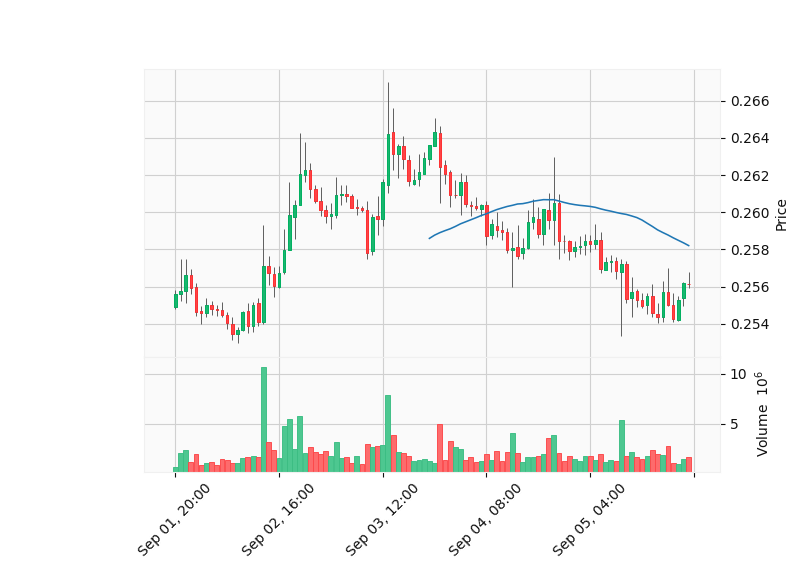 0.266
0.264
0.262
0.260
0.258
0.256
0.254
Price
10
5
Volume 10⁶
Sep 01, 20:00
Sep 02, 16:00
Sep 03, 12:00
Sep 04, 08:00
Sep 05, 04:00